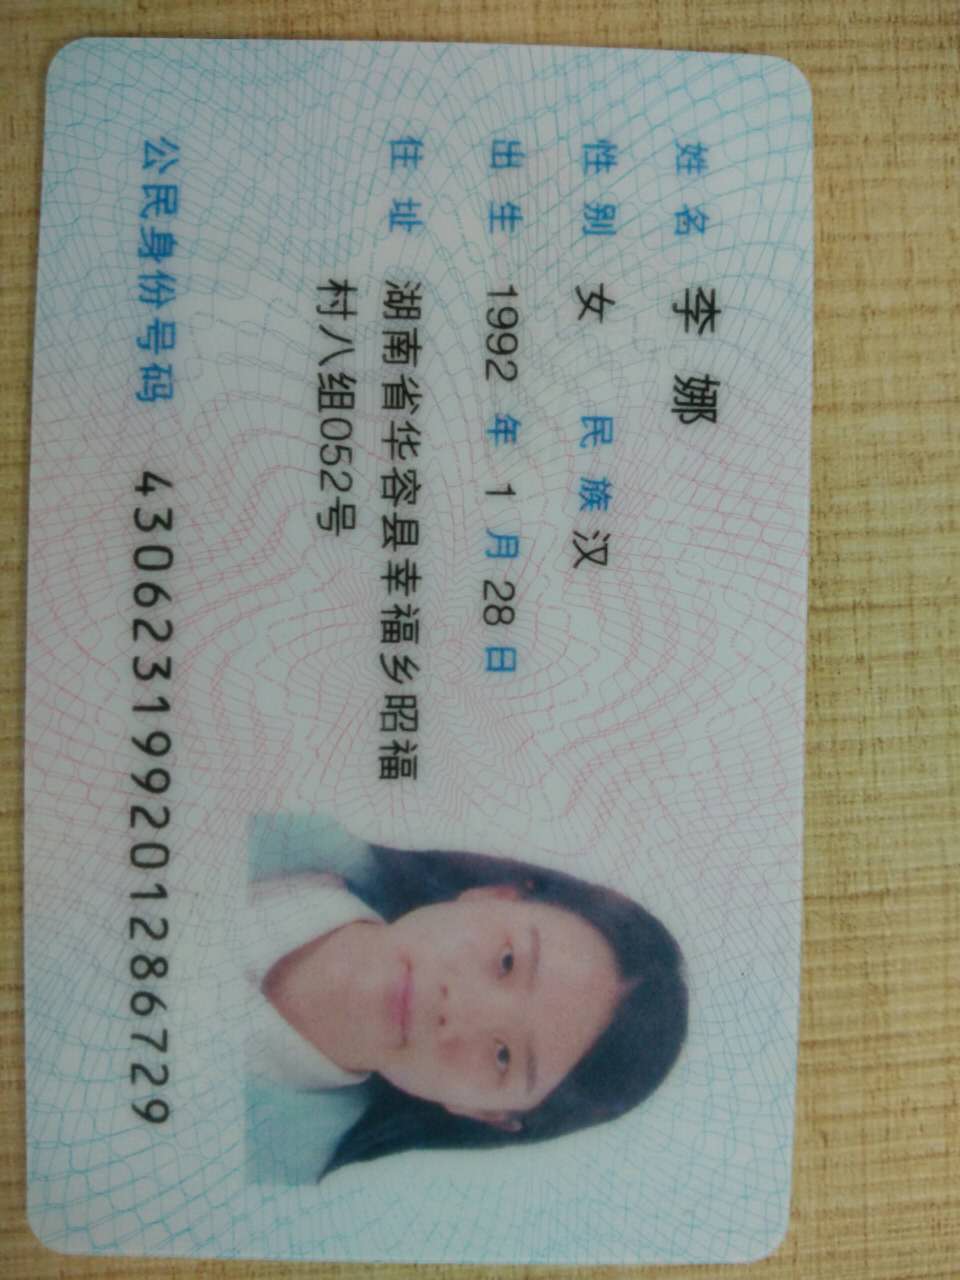 姓名 李娜
性别 女 民族 汉
出生 1992 年 1 月 28 日
住址 湖南省华容县幸福乡昭福
村八组052号
公民身份号码 430623199201286729